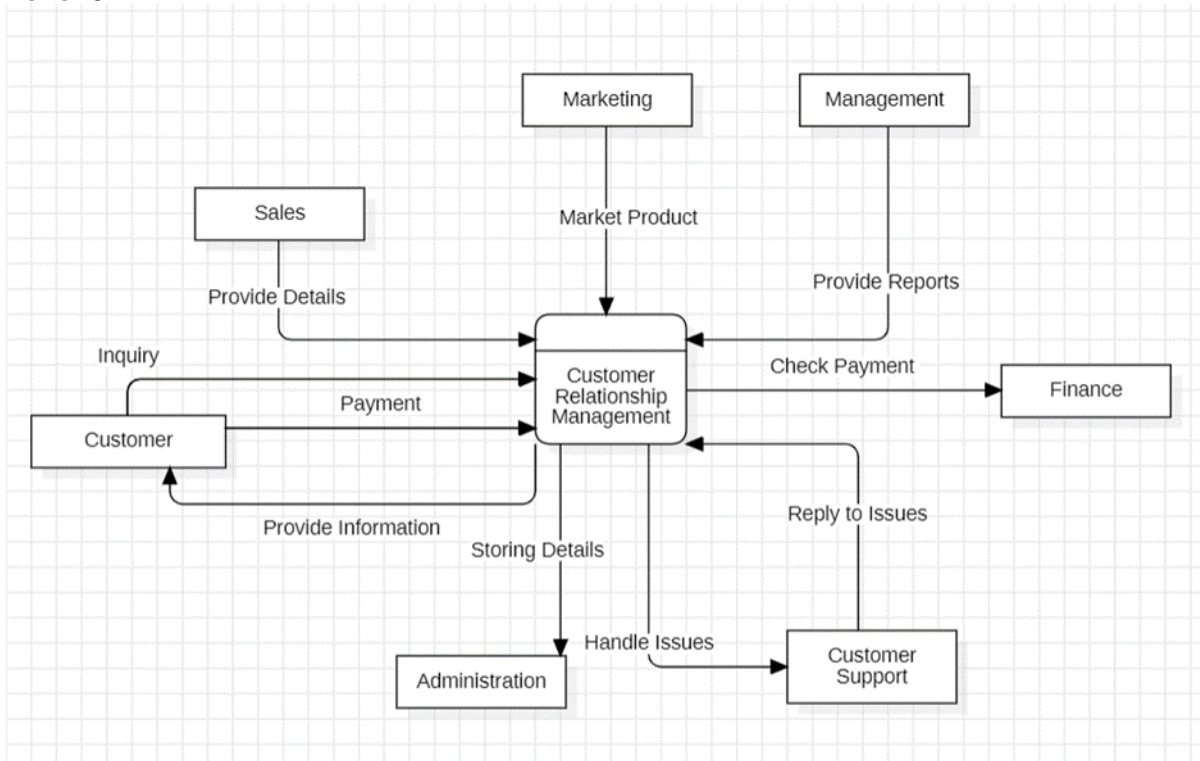 Marketing
Management
Sales
Market Product
Provide Details
Provide Reports
Inquiry
Check Payment
Payment
Customer
Relationship
Management
Finance
Customer
Provide Information
Reply to Issues
Storing Details
Handle Issues
Customer
Support
Administration